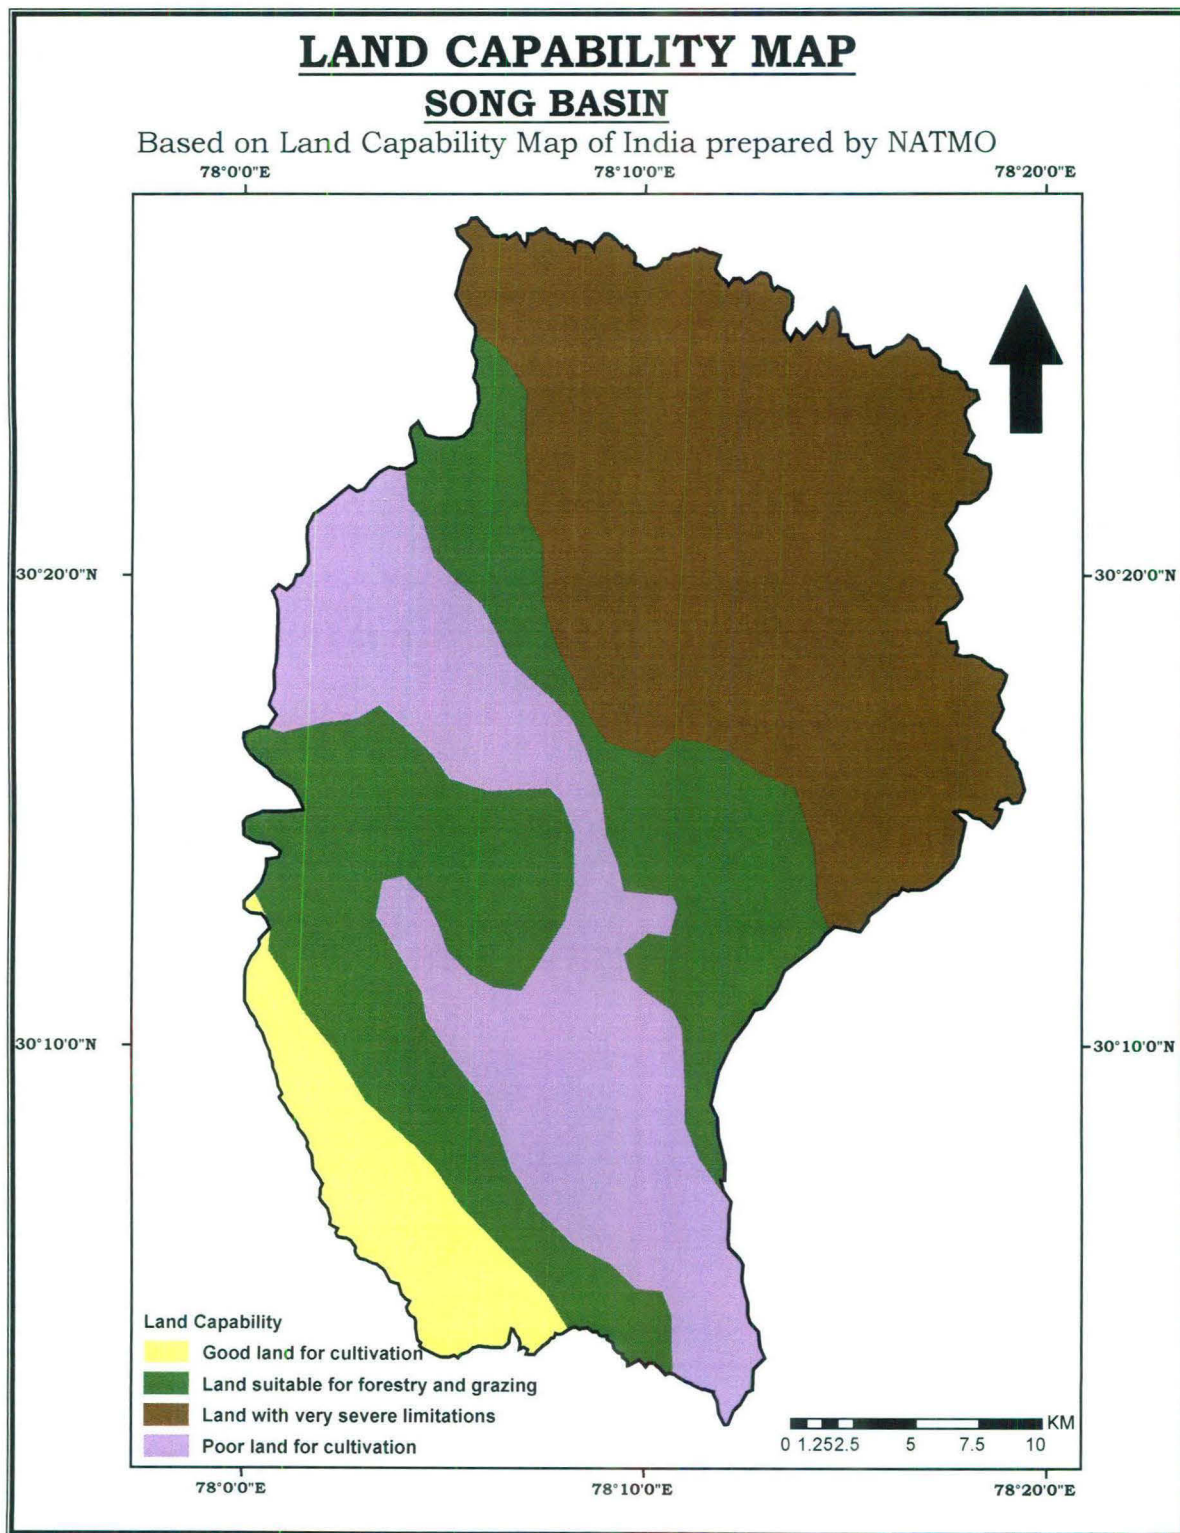 LAND CAPABILITY MAP
SONG BASIN
Based on Land Capability Map of India prepared by NATMO
78°0'0"E 78°10'0"E 78°20'0"E
30°20'0"N 30°20'0"N
30°10'0"N 30°10'0"N
Land Capability
Good land for cultivation
Land suitable for forestry and grazing
Land with very severe limitations
Poor land for cultivation
KM
0 1.25 2.5 5 7.5 10
78°0'0"E 78°10'0"E 78°20'0"E